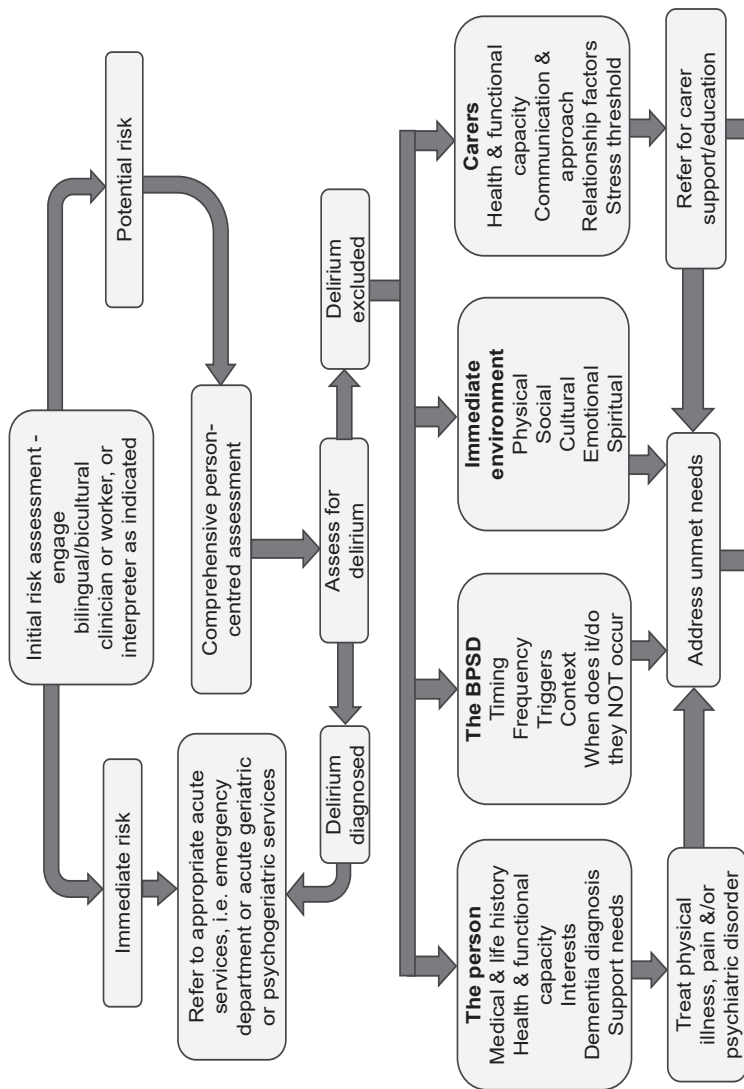 Initial risk assessment -
engage
bilingual/bicultural
clinician or worker, or
interpreter as indicated
Immediate risk
Potential risk
Refer to appropriate acute
services, i.e. emergency
department or acute geriatric
or psychogeriatric services
Comprehensive person-
centred assessment
Delirium
diagnosed
Assess for
delirium
Delirium
excluded
The person
Medical & life history
Health & functional
capacity
Interests
Dementia diagnosis
Support needs
The BPSD
Timing
Frequency
Triggers
Context
When does it/do
they NOT occur
Immediate
environment
Physical
Social
Cultural
Emotional
Spiritual
Carers
Health & functional
capacity
Communication &
approach
Relationship factors
Stress threshold
Treat physical
illness, pain &/or
psychiatric disorder
Address unmet needs
Refer for carer
support/education